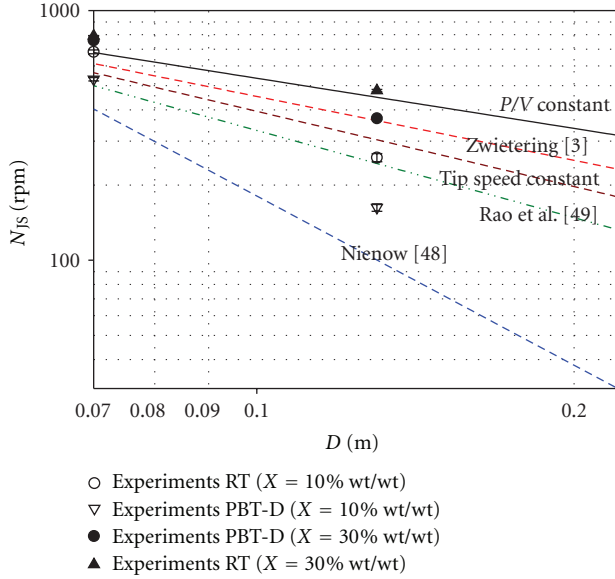 1000
P/V constant
Zwietering [3]
Tip speed constant
Rao et al. [49]
Nienow [48]
N_JS (rpm)
100
0.07 0.08 0.09 0.1 0.2
D (m)
Experiments RT (X = 10% wt/wt)
Experiments PBT-D (X = 10% wt/wt)
Experiments PBT-D (X = 30% wt/wt)
Experiments RT (X = 30% wt/wt)